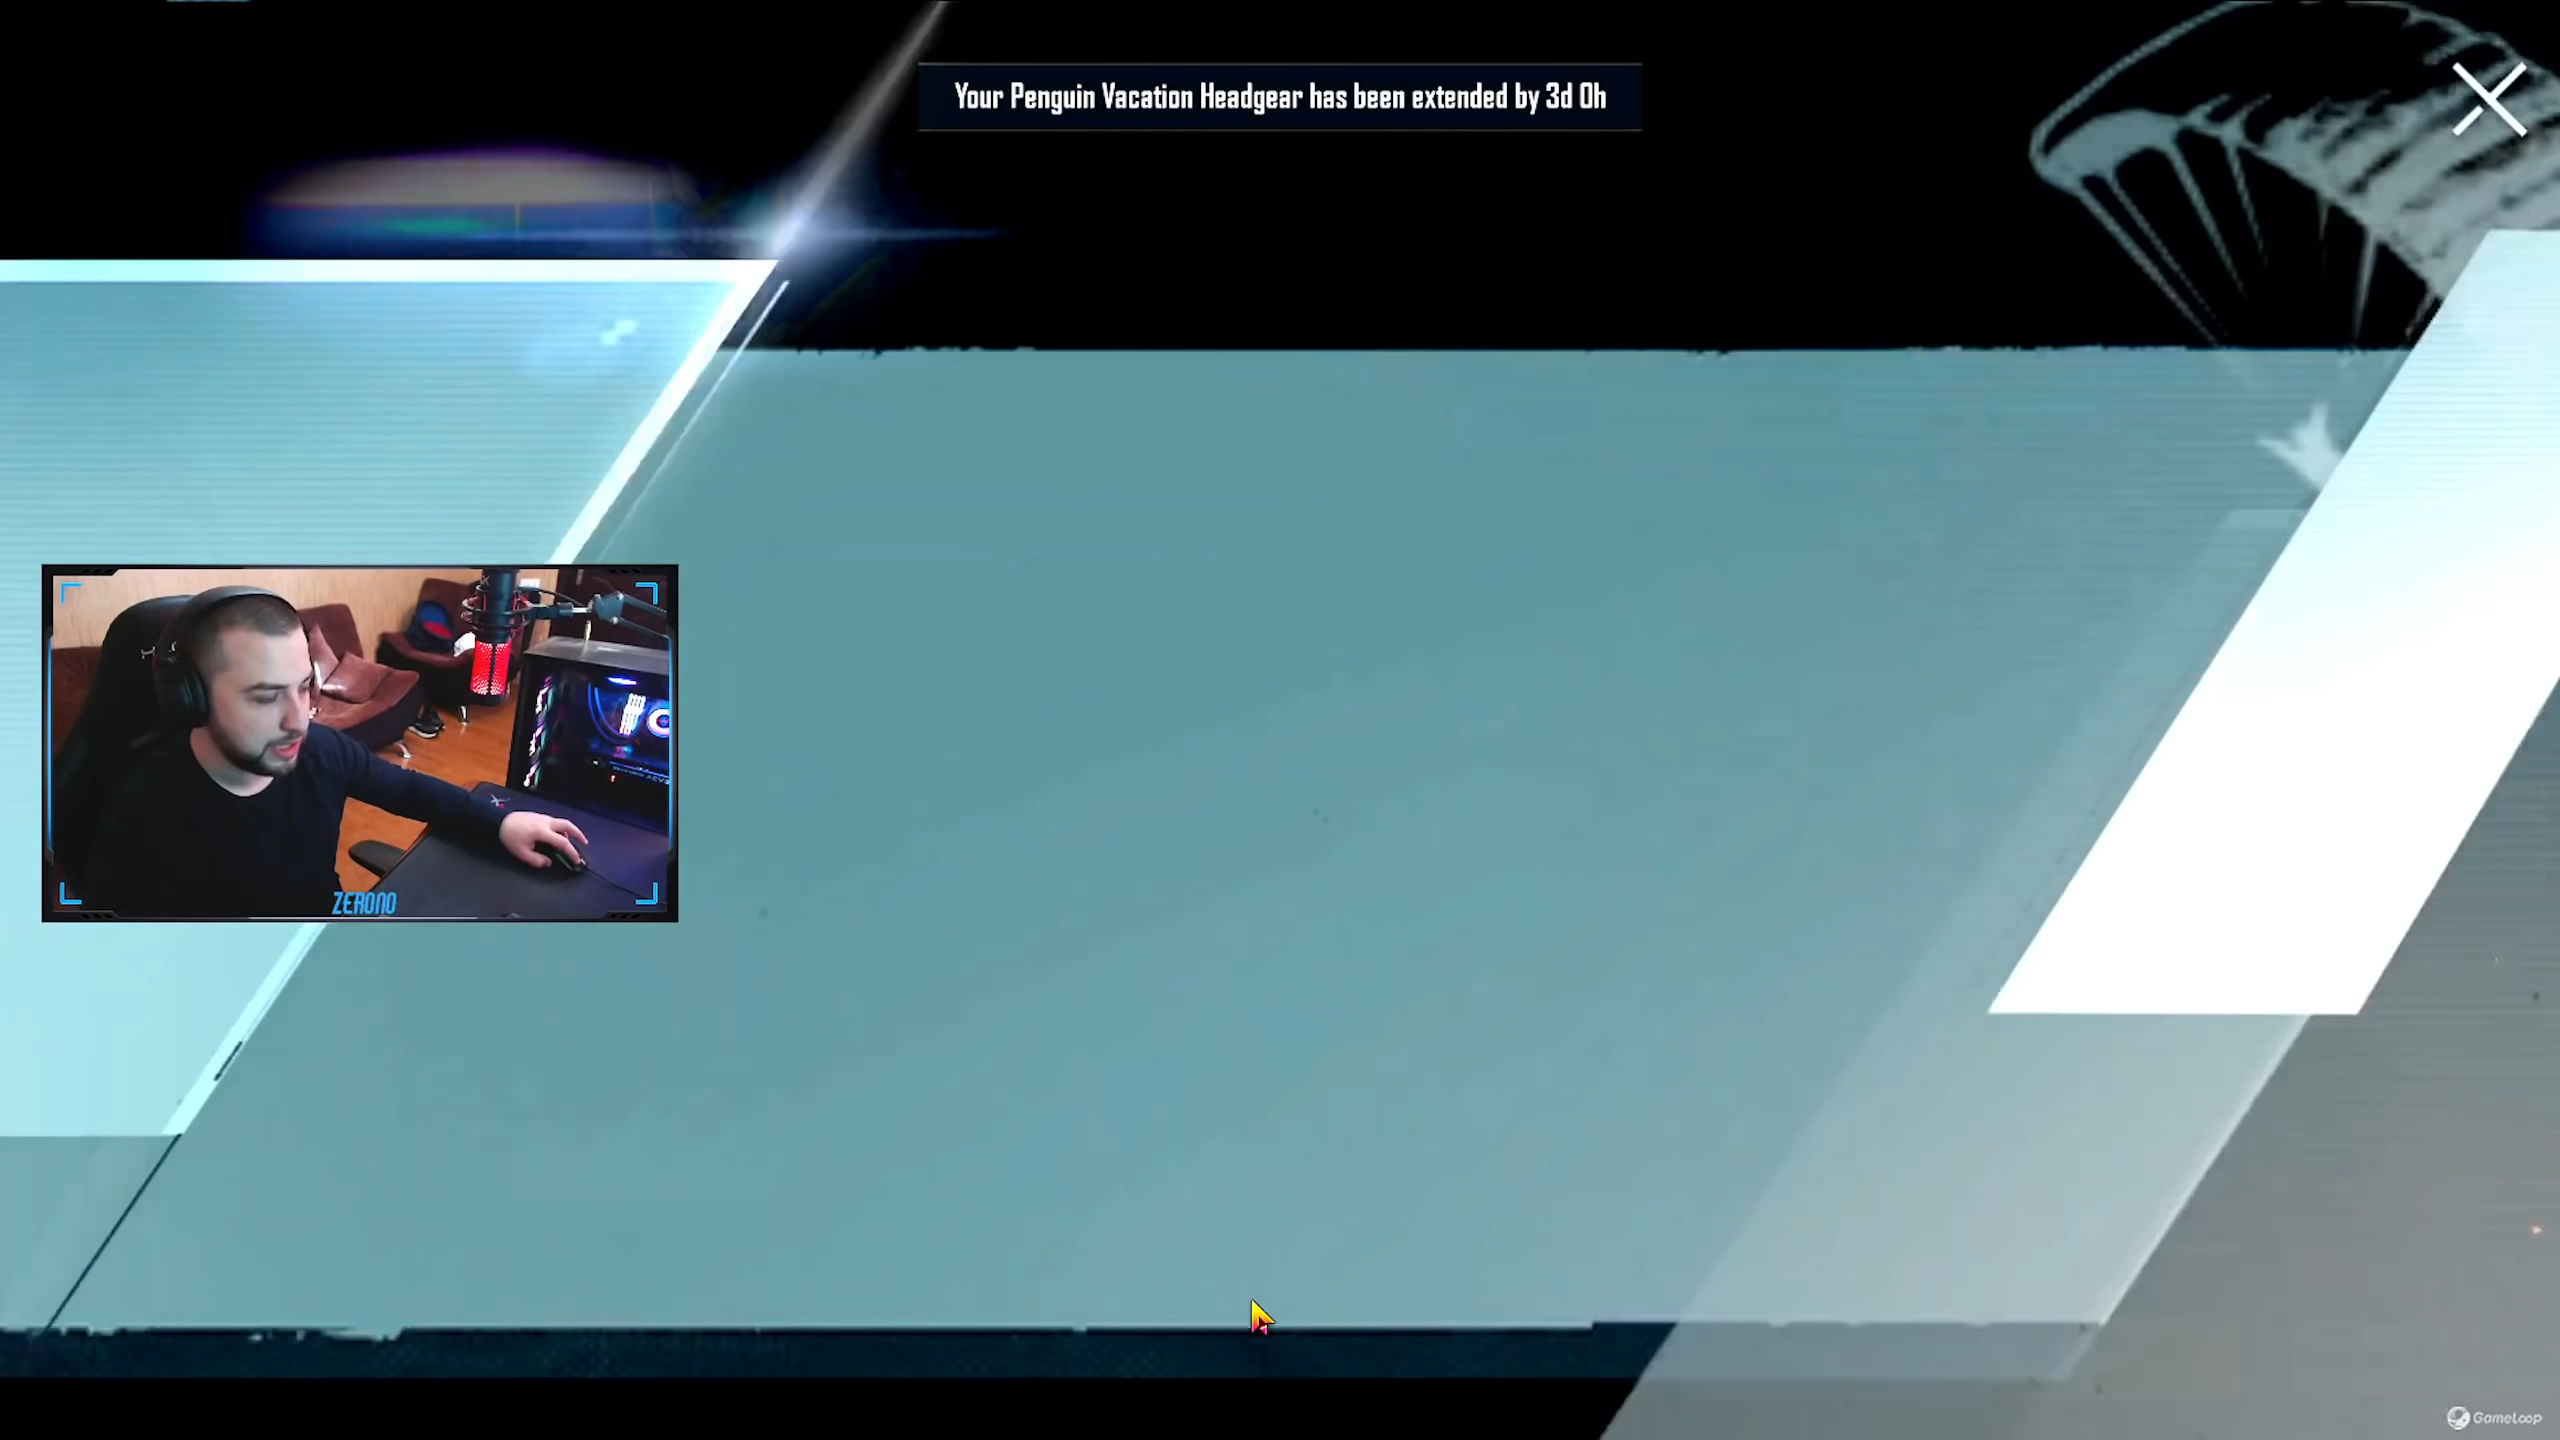 Your Penguin Vacation Headgear has been extended by 3d 0h
ZERONO
GameLoop